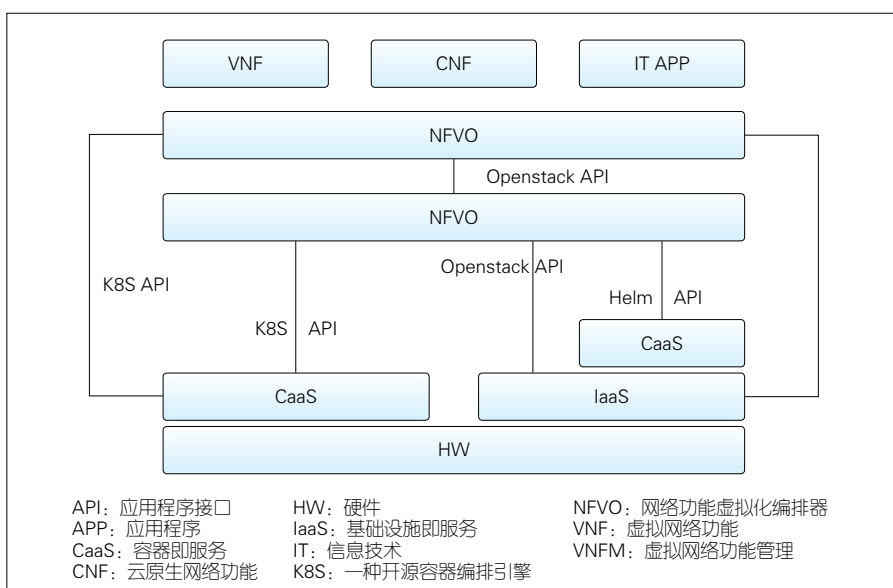 VNF
CNF
IT APP
NFVO
Openstack API
NFVO
K8S API
Openstack API
Helm API
K8S API
CaaS
CaaS
IaaS
HW
API：应用程序接口
APP：应用程序
CaaS：容器即服务
CNF：云原生网络功能
HW：硬件
IaaS：基础设施即服务
IT：信息技术
K8S：一种开源容器编排引擎
NFVO：网络功能虚拟化编排器
VNF：虚拟网络功能
VNFM：虚拟网络功能管理